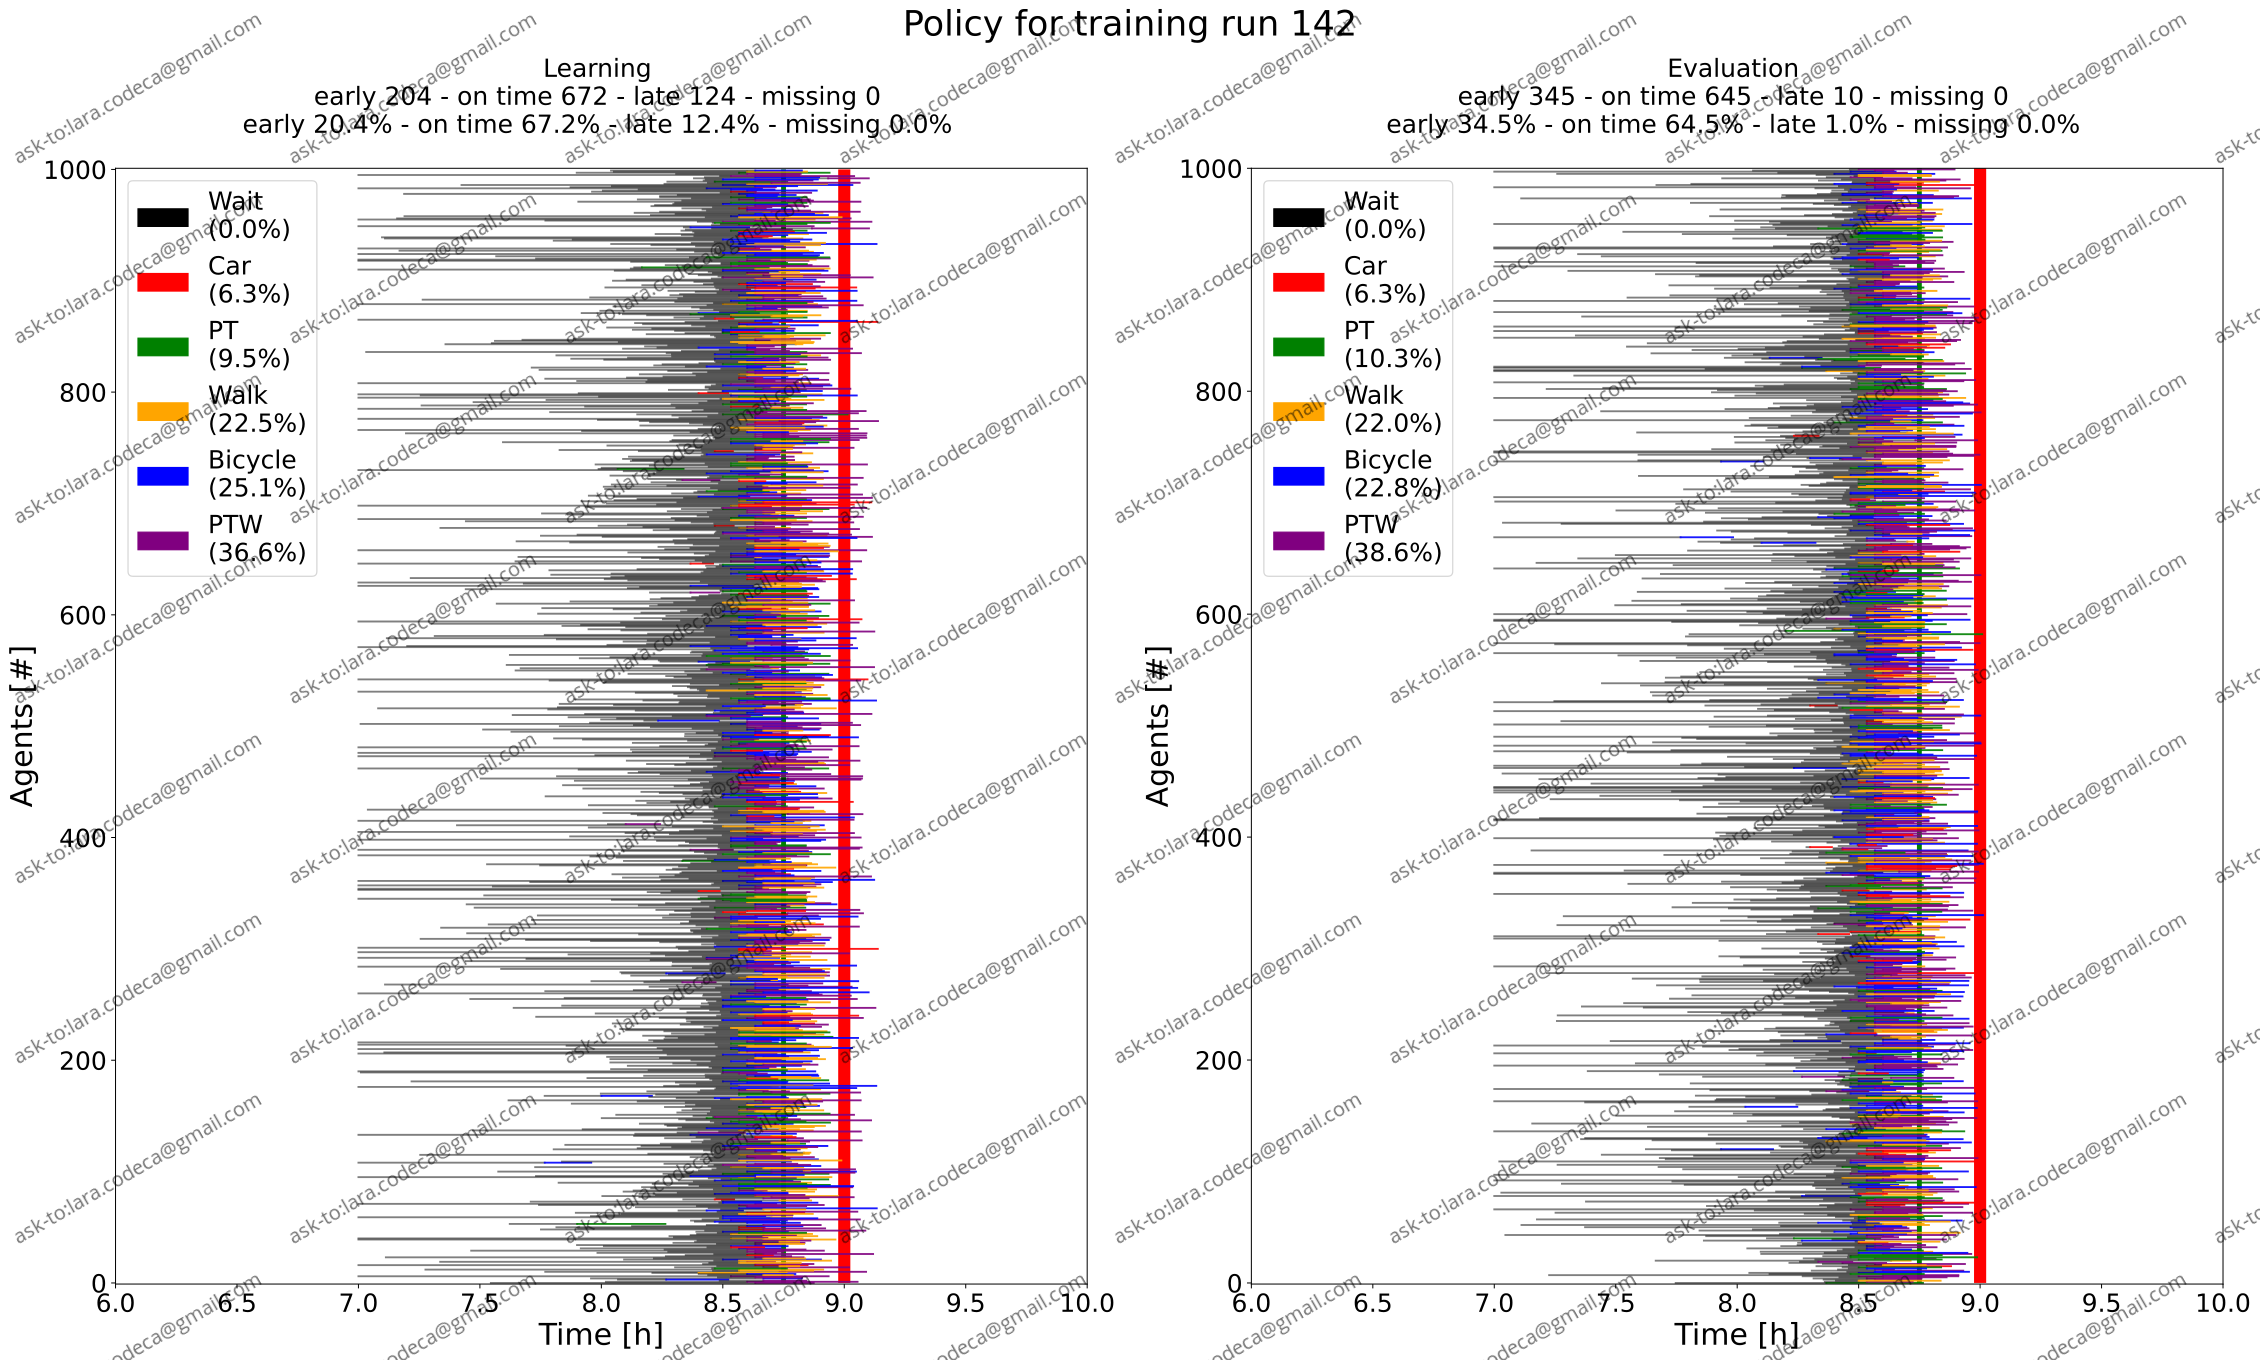 Policy for training run 142
Learning
early 204 - on time 672 - late 124 - missing 0
early 20.4% - on time 67.2% - late 12.4% - missing 0.0%
1000
800
600
400
200
0
Agents [#]
Wait
(0.0%)
Car
(6.3%)
PT
(9.5%)
Walk
(22.5%)
Bicycle
(25.1%)
PTW
(36.6%)
6.0 6.5 7.0 7.5 8.0 8.5 9.0 9.5 10.0
Time [h]
Evaluation
early 345 - on time 645 - late 10 - missing 0
early 34.5% - on time 64.5% - late 1.0% - missing 0.0%
1000
800
600
400
200
0
Agents [#]
Wait
(0.0%)
Car
(6.3%)
PT
(10.3%)
Walk
(22.0%)
Bicycle
(22.8%)
PTW
(38.6%)
6.0 6.5 7.0 7.5 8.0 8.5 9.0 9.5 10.0
Time [h]
ask-to:lara.codeca@gmail.com